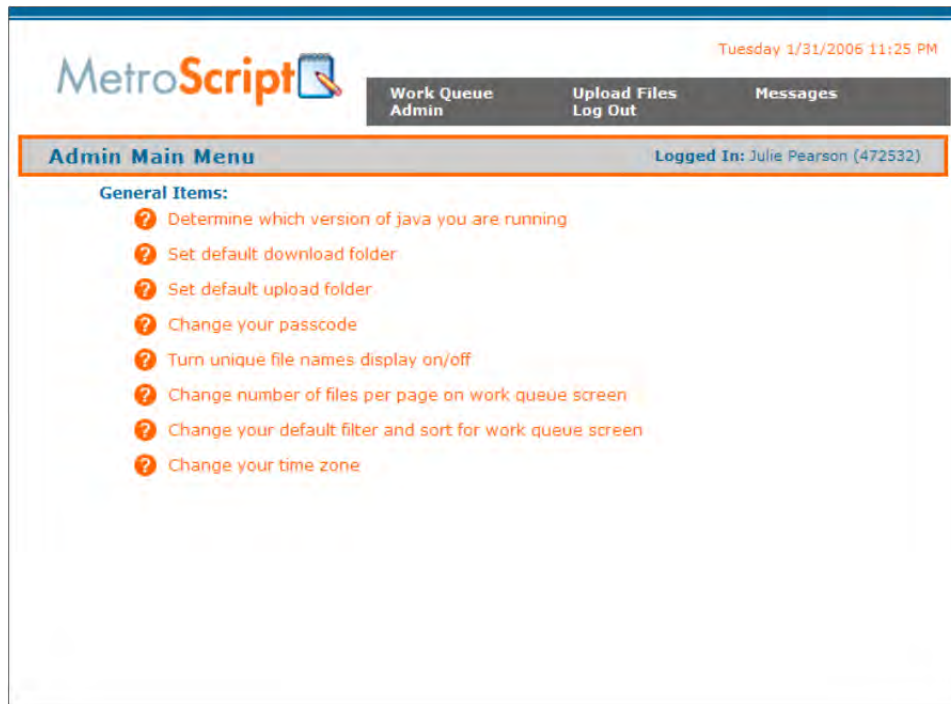 Tuesday 1/31/2006 11:25 PM
MetroScript
Work Queue Upload Files Messages
Admin Log Out
Admin Main Menu Logged In: Julie Pearson (472532)
General Items:
? Determine which version of java you are running
? Set default download folder
? Set default upload folder
? Change your passcode
? Turn unique file names display on/off
? Change number of files per page on work queue screen
? Change your default filter and sort for work queue screen
? Change your time zone